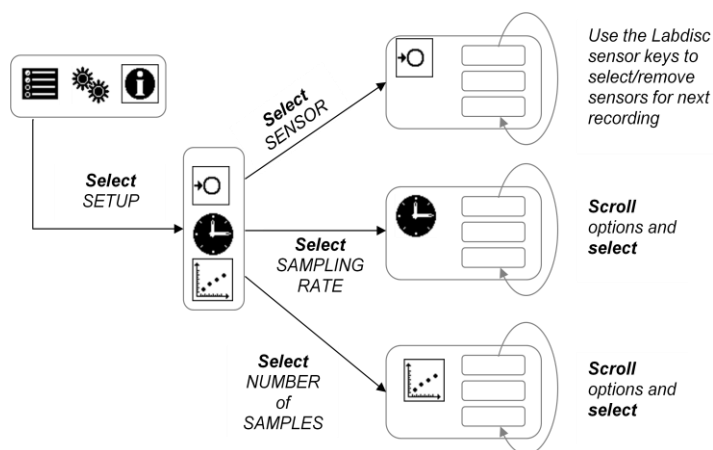 Use the Labdisc
sensor keys to
select/remove
sensors for next
recording
Select
SENSOR
Select
SETUP
Select
SAMPLING
RATE
Scroll
options and
select
Select
NUMBER
of
SAMPLES
Scroll
options and
select